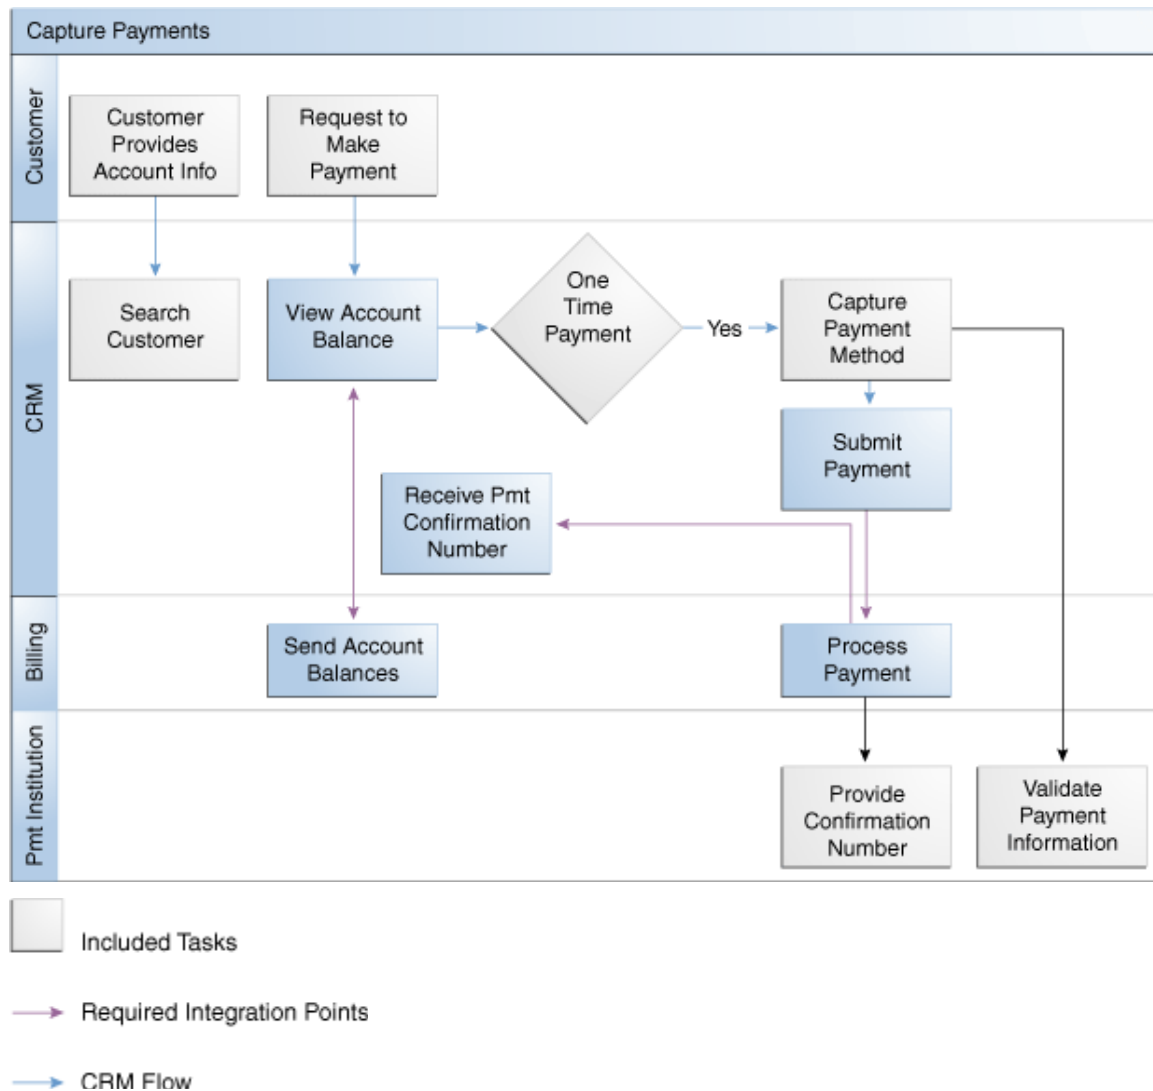 Capture Payments
Customer
Customer
Provides
Account Info
Request to
Make
Payment
CRM
Search
Customer
View Account
Balance
One
Time
Payment
Yes
Capture
Payment
Method
Submit
Payment
Receive Pmt
Confirmation
Number
Billing
Send Account
Balances
Process
Payment
Pmt Institution
Provide
Confirmation
Number
Validate
Payment
Information
Included Tasks
Required Integration Points
CRM Flow